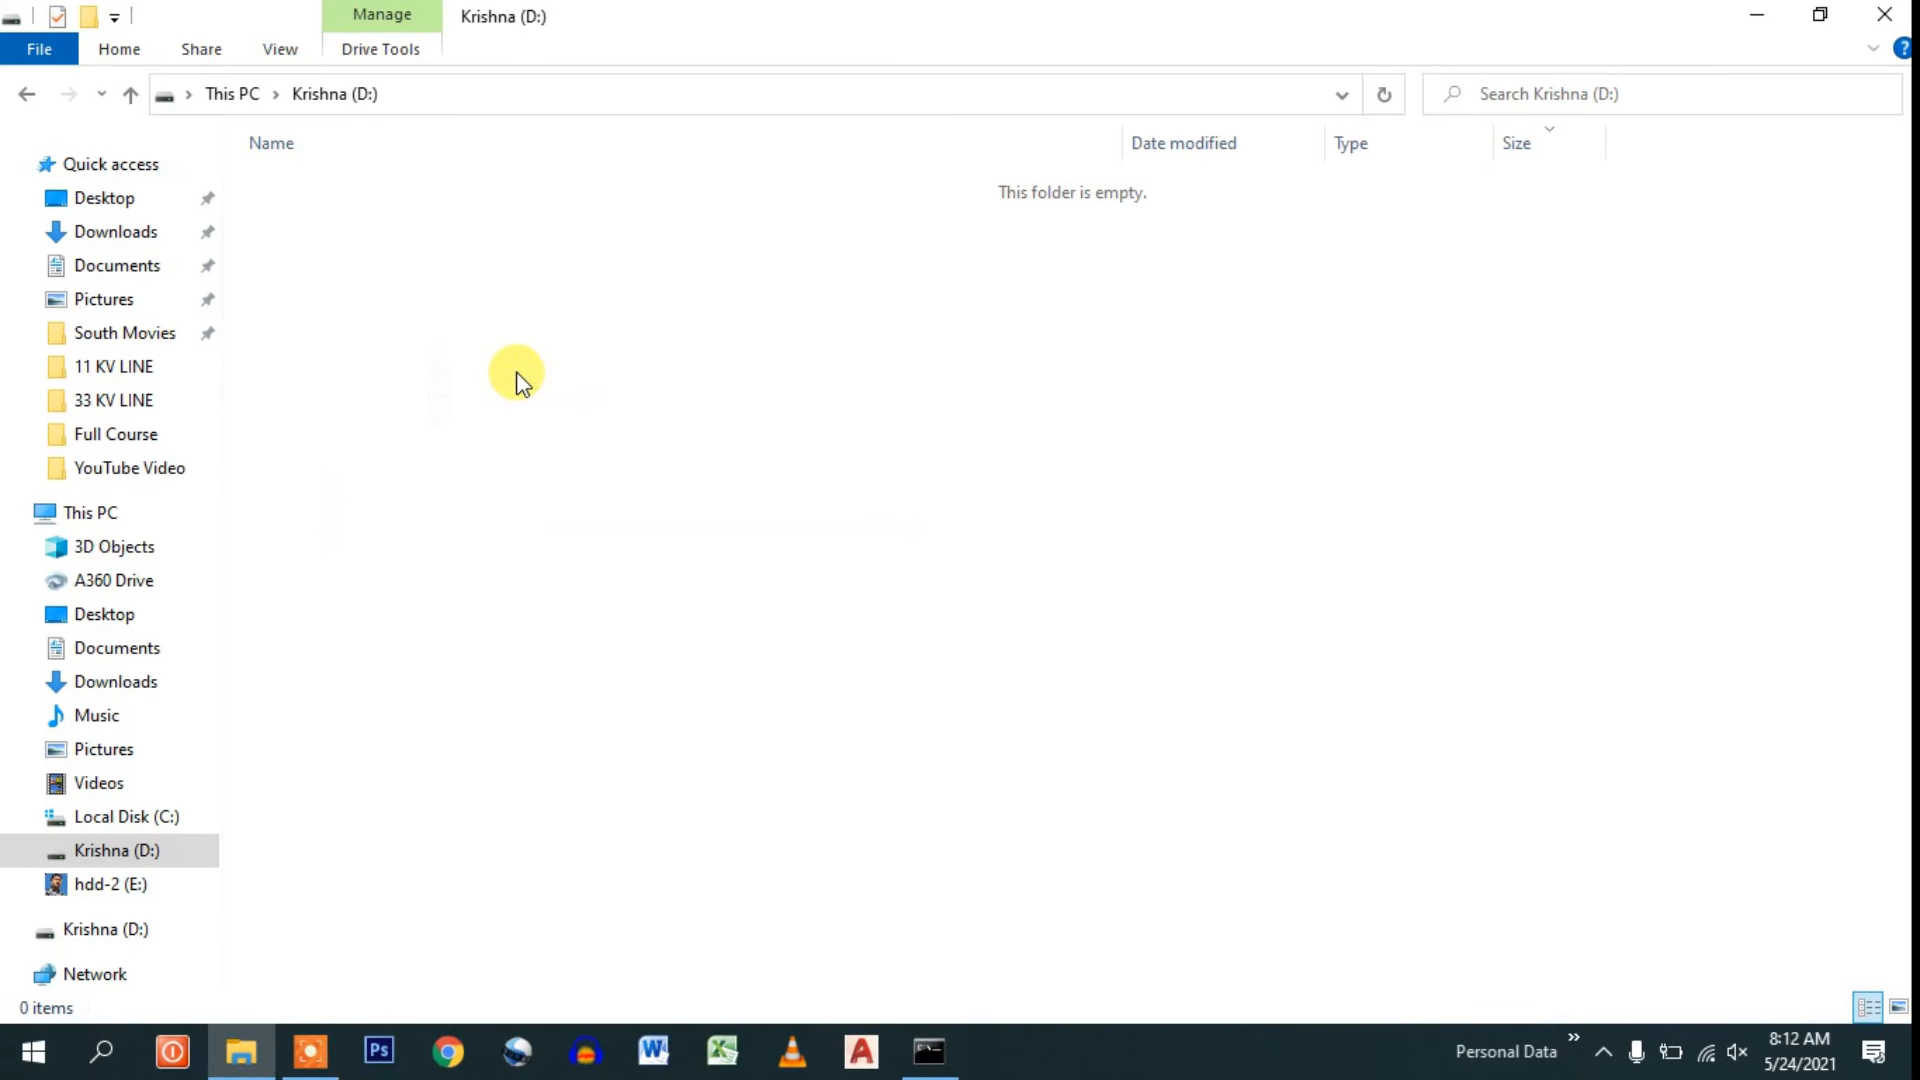 Manage
Krishna (D:)
File
Home
Share
View
Drive Tools
?
This PC
Krishna (D:)
Search Krishna (D:)
Name
Date modified
Type
Size
This folder is empty.
Quick access
Desktop
Downloads
Documents
Pictures
South Movies
11 KV LINE
33 KV LINE
Full Course
YouTube Video
This PC
3D Objects
A360 Drive
Desktop
Documents
Downloads
Music
Pictures
Videos
Local Disk (C:)
Krishna (D:)
hdd-2 (E:)
Krishna (D:)
Network
0 items
Ps
Personal Data
8:12 AM
5/24/2021